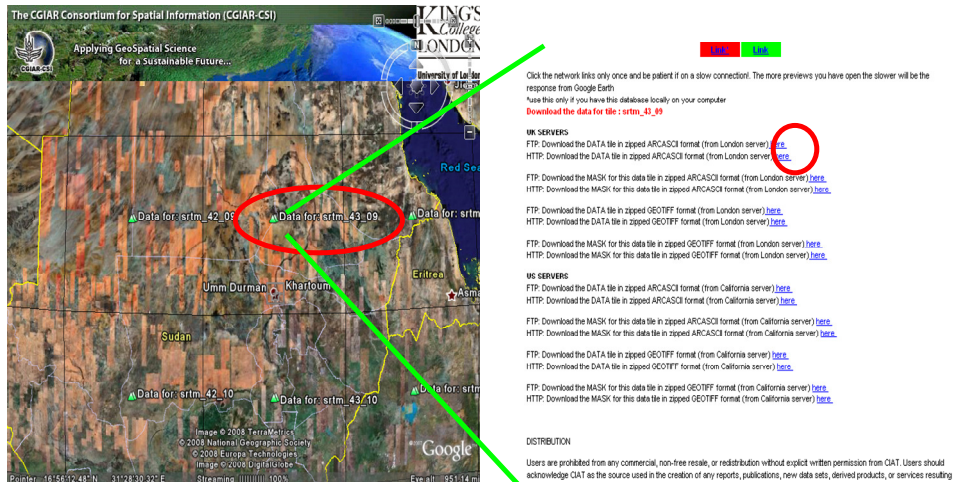 The CGIAR Consortium for Spatial Information (CGIAR-CSI)
KING'S
College
LONDON
University of London
Applying GeoSpatial Science
for a Sustainable Future...
CGIAR-CSI
N
Red Sea
Data for: srtm_42_09
Data for: srtm_43_09
Data for: srtm
Eritrea
Umm Durman
Khartoum
Asma
Sudan
Data for: srtm_42_10
Data for: srtm_43_10
Data for: srtm
Image © 2008 TerraMetrics
© 2008 National Geographic Society
© 2008 Europa Technologies
Image © 2008 DigitalGlobe
Google
Pointer 16°56'12.48" N 31°28'30.32" E Streaming 100% Eye alt 951.14 mi
Link Link
Click the network links only once and be patient if on a slow connection!. The more previews you have open the slower will be the
response from Google Earth
*use this only if you have this database locally on your computer
Download the data for tile : srtm_43_09
UK SERVERS
FTP: Download the DATA tile in zipped ARCASCII format (from London server) here
HTTP: Download the DATA tile in zipped ARCASCII format (from London server) here
FTP: Download the MASK for this data tile in zipped ARCASCII format (from London server) here
HTTP: Download the MASK for this data tile in zipped ARCASCII format (from London server) here
FTP: Download the DATA tile in zipped GEOTIFF format (from London server) here
HTTP: Download the DATA tile in zipped GEOTIFF format (from London server) here
FTP: Download the MASK for this data tile in zipped GEOTIFF format (from London server) here
HTTP: Download the MASK for this data tile in zipped GEOTIFF format (from London server) here
US SERVERS
FTP: Download the DATA tile in zipped ARCASCII format (from California server) here
HTTP: Download the DATA tile in zipped ARCASCII format (from California server) here
FTP: Download the MASK for this data tile in zipped ARCASCII format (from California server) here
HTTP: Download the MASK for this data tile in zipped ARCASCII format (from California server) here
FTP: Download the DATA tile in zipped GEOTIFF format (from California server) here
HTTP: Download the DATA tile in zipped GEOTIFF format (from California server) here
FTP: Download the MASK for this data tile in zipped GEOTIFF format (from California server) here
HTTP: Download the MASK for this data tile in zipped GEOTIFF format (from California server) here
DISTRIBUTION
Users are prohibited from any commercial, non-free resale, or redistribution without explicit written permission from CIAT. Users should
acknowledge CIAT as the source used in the creation of any reports, publications, new data sets, derived products, or services resulting